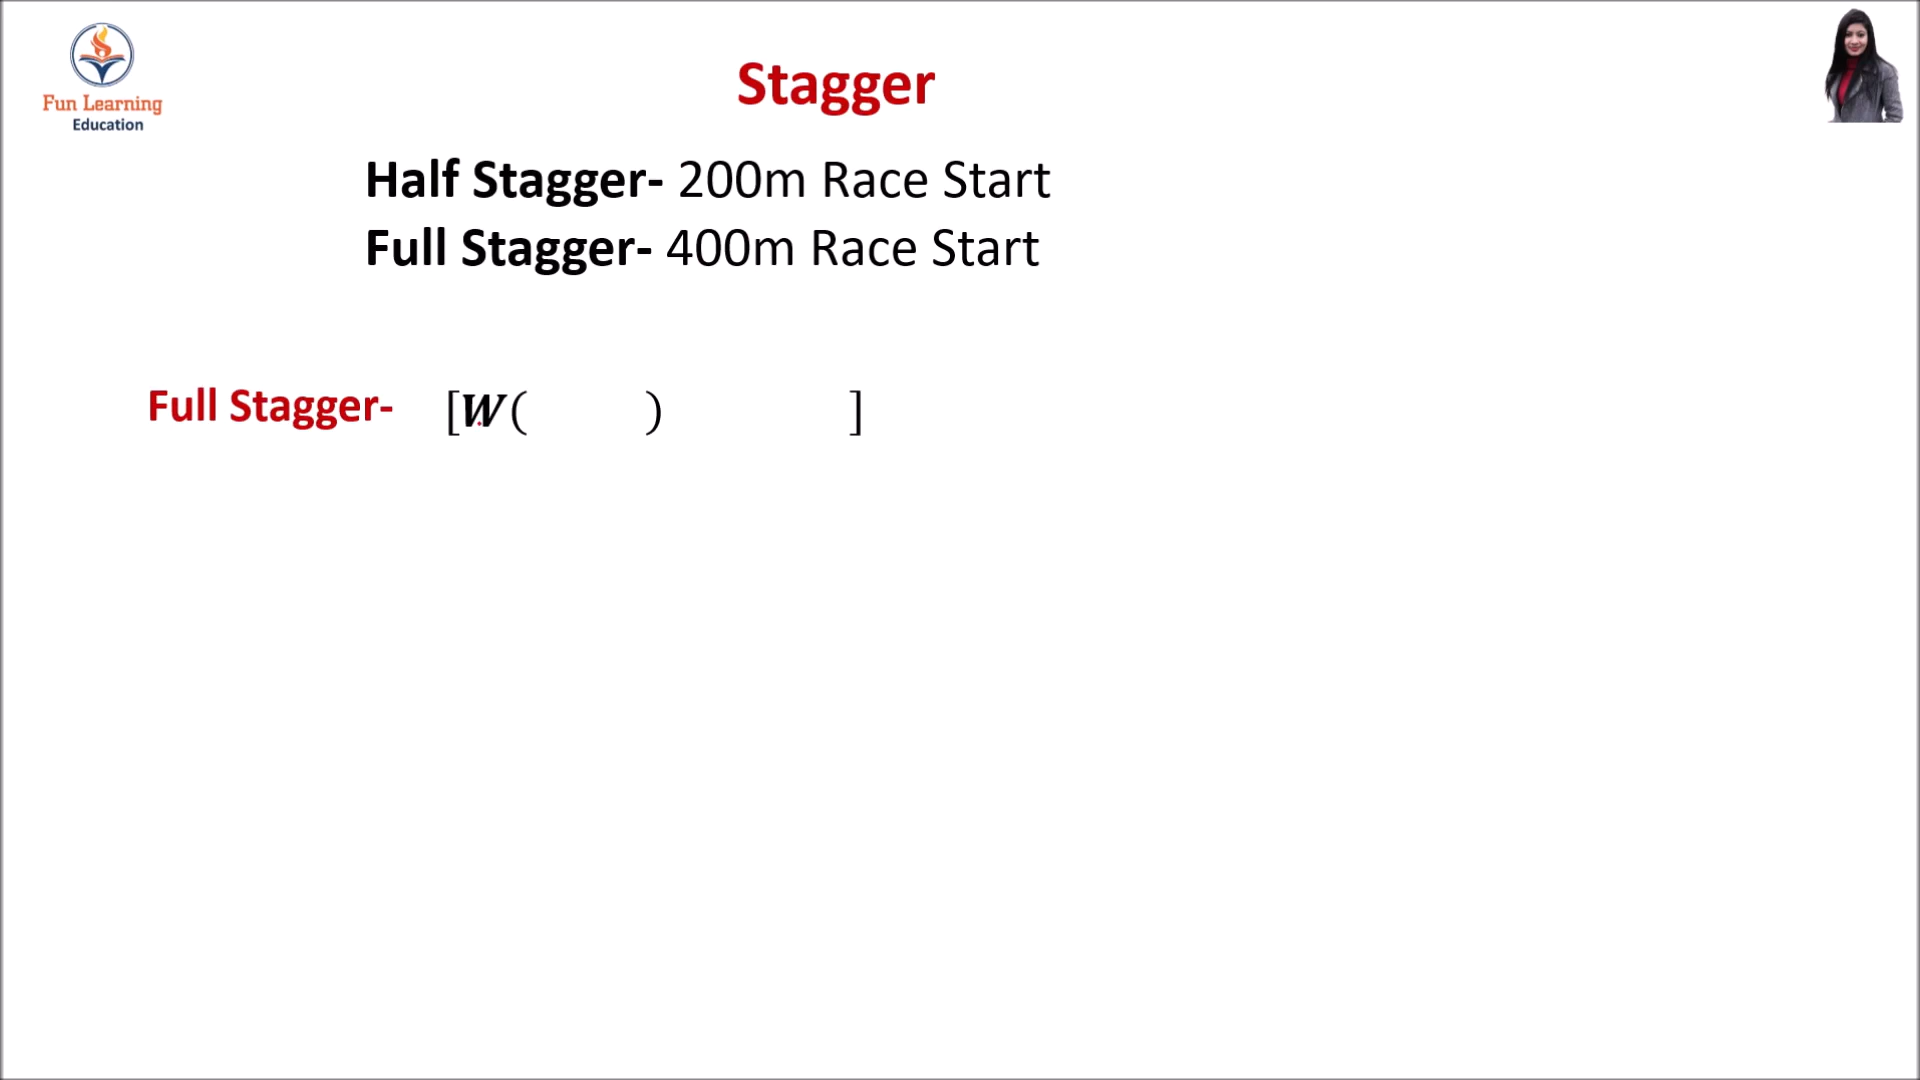 Fun Learning
Education
Stagger
Half Stagger- 200m Race Start
Full Stagger- 400m Race Start
Full Stagger- [W( ) ]